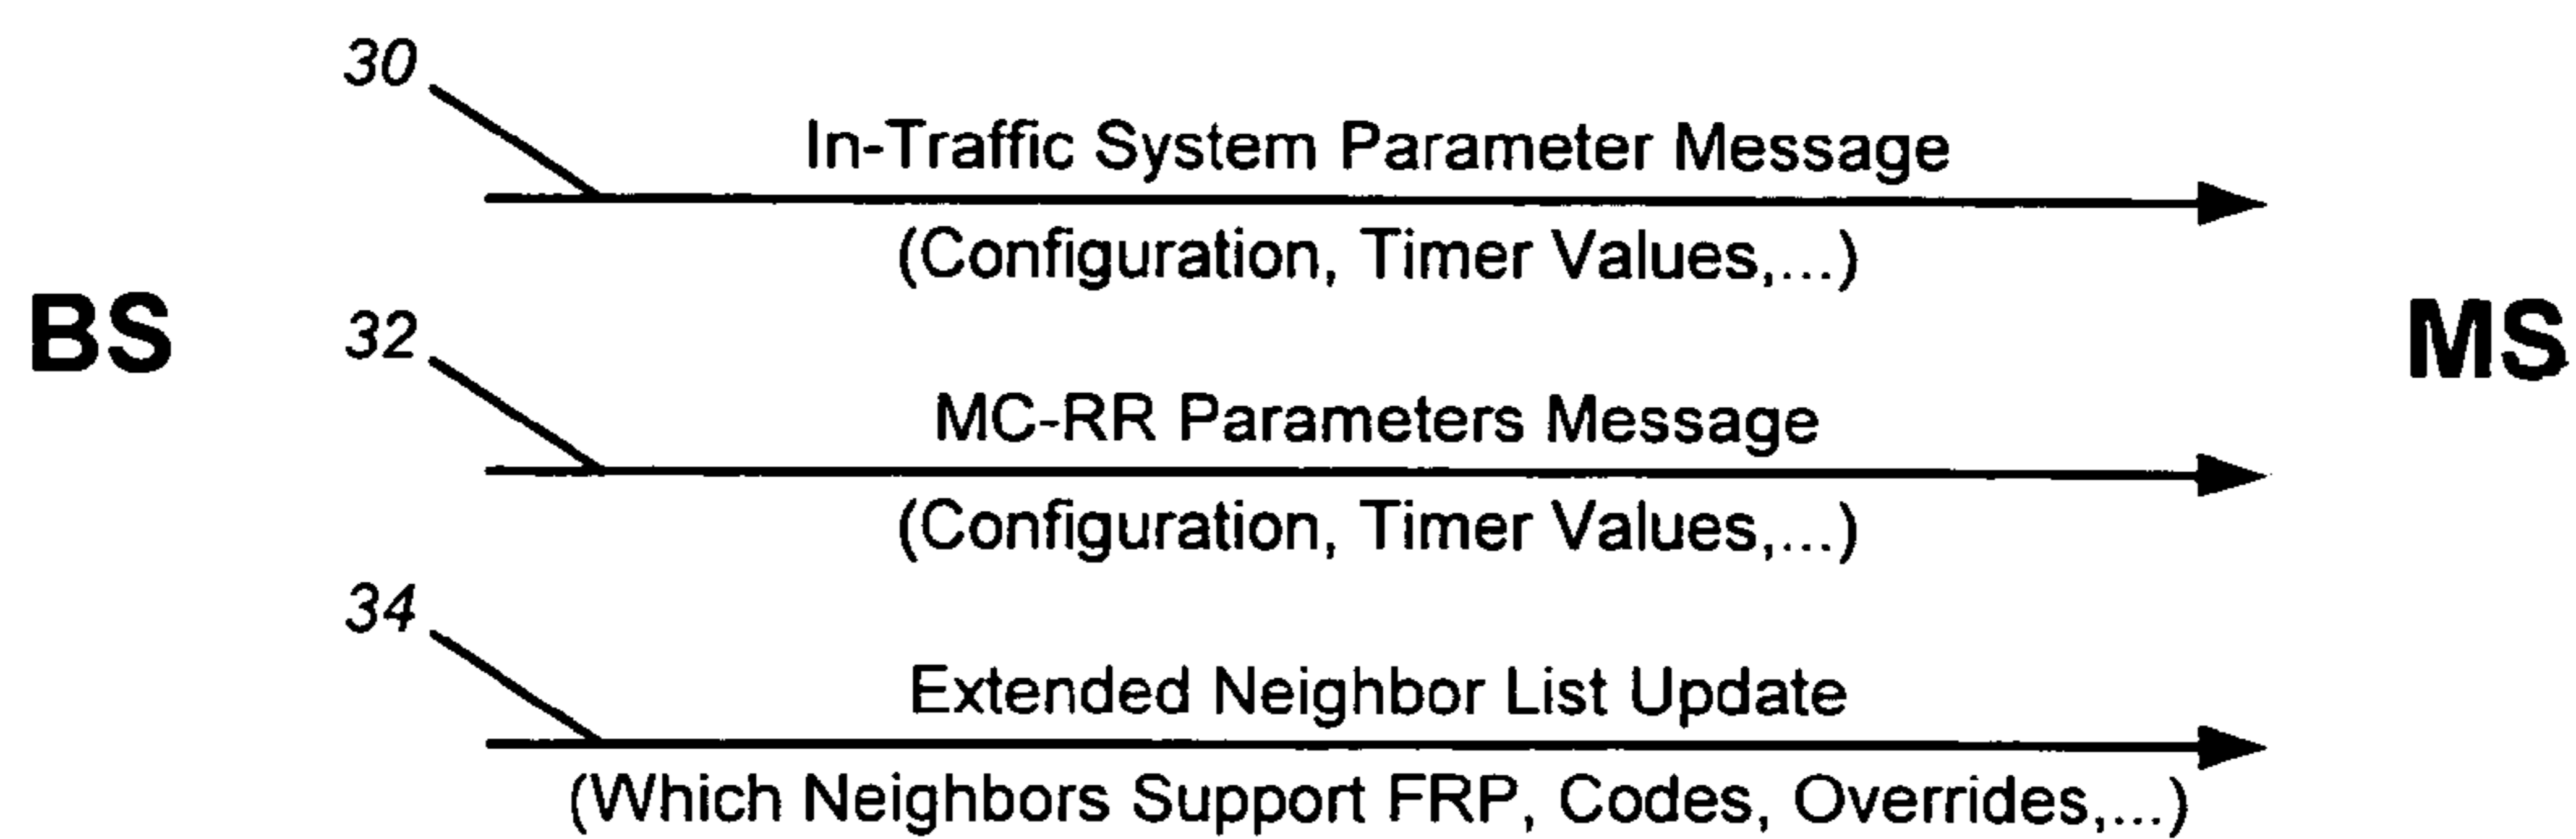 30
In-Traffic System Parameter Message
(Configuration, Timer Values,...)
BS
MS
32
MC-RR Parameters Message
(Configuration, Timer Values,...)
34
Extended Neighbor List Update
(Which Neighbors Support FRP, Codes, Overrides,...)